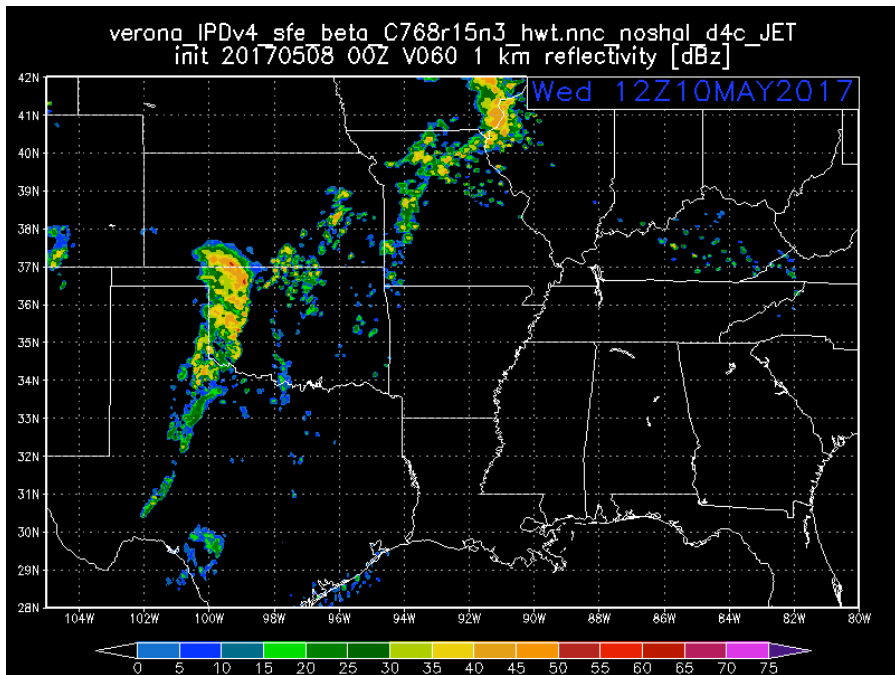 verona_IPDv4_sfe_beta_C768r15n3_hwt.nnc_noshal_d4c_JET
init 20170508 00Z V060 1 km reflectivity [dBz]
Wed 12Z10MAY2017
42N
41N
40N
39N
38N
37N
36N
35N
34N
33N
32N
31N
30N
29N
28N
104W 102W 100W 98W 96W 94W 92W 90W 88W 86W 84W 82W 80W
0 5 10 15 20 25 30 35 40 45 50 55 60 65 70 75